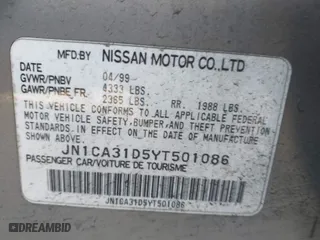 MFD.BY NISSAN MOTOR CO.,LTD
DATE 04/99
GVWR/PNBV 4333 LBS.
GAWR/PNBE FR. 2365 LBS. RR. 1988 LBS.
THIS VEHICLE CONFORMS TO ALL APPLICABLE FEDERAL
MOTOR VEHICLE SAFETY, BUMPER, AND THEFT PREVENTION
STANDARDS IN EFFECT ON THE DATE OF MANUFACTURE
SHOWN ABOVE.
JN1CA31D5YT501086
PASSENGER CAR/VOITURE DE TOURISME
JN1CA31D5YT501086
DREAMBID